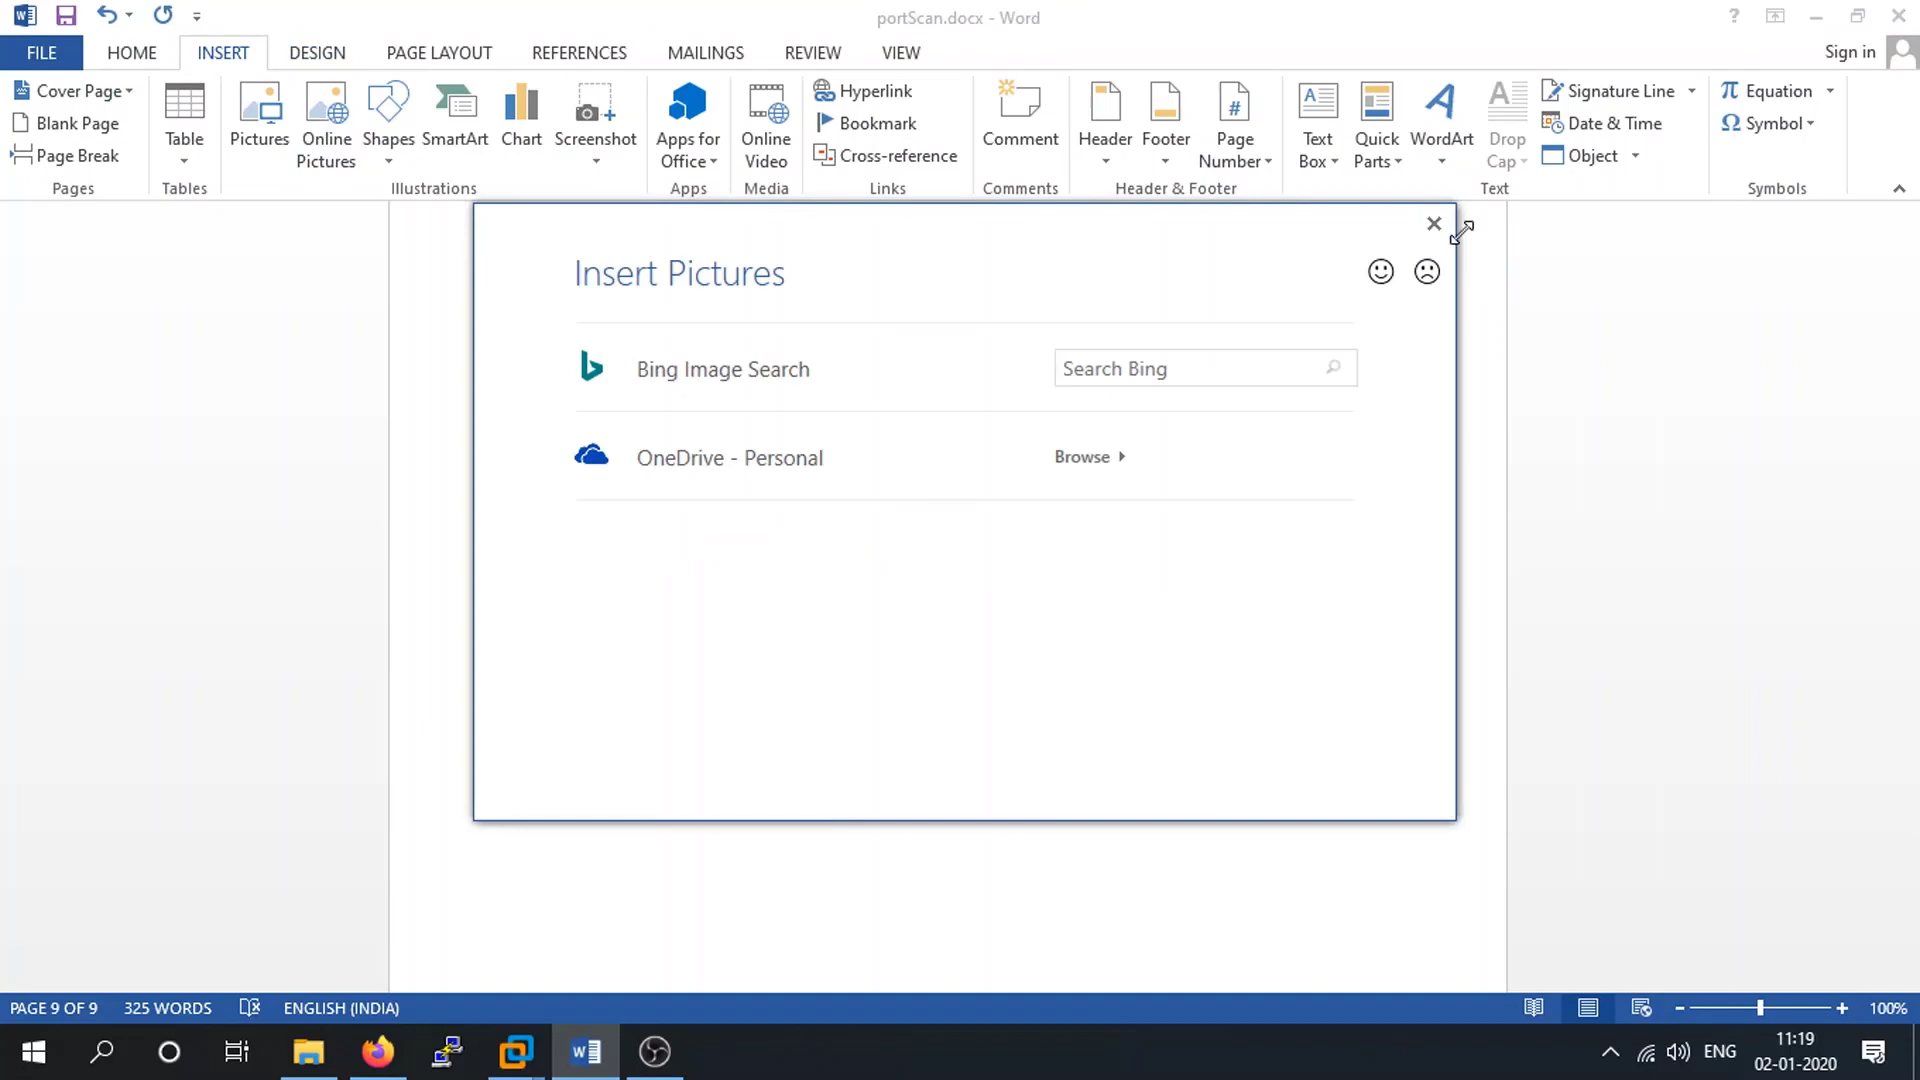 portScan.docx - Word
FILE HOME INSERT DESIGN PAGE LAYOUT REFERENCES MAILINGS REVIEW VIEW Sign in
Cover Page
Blank Page
Page Break
Pages
Table
Tables
Pictures
Online Pictures
Shapes
SmartArt
Chart
Screenshot
Illustrations
Apps for Office
Apps
Online Video
Media
Hyperlink
Bookmark
Cross-reference
Links
Comment
Comments
Header
Footer
Page Number
Header & Footer
Text Box
Quick Parts
WordArt
Drop Cap
Signature Line
Date & Time
Object
Text
Equation
Symbol
Symbols
Insert Pictures
Bing Image Search
Search Bing
OneDrive - Personal
Browse
PAGE 9 OF 9 325 WORDS ENGLISH (INDIA) 100%
ENG
11:19
02-01-2020